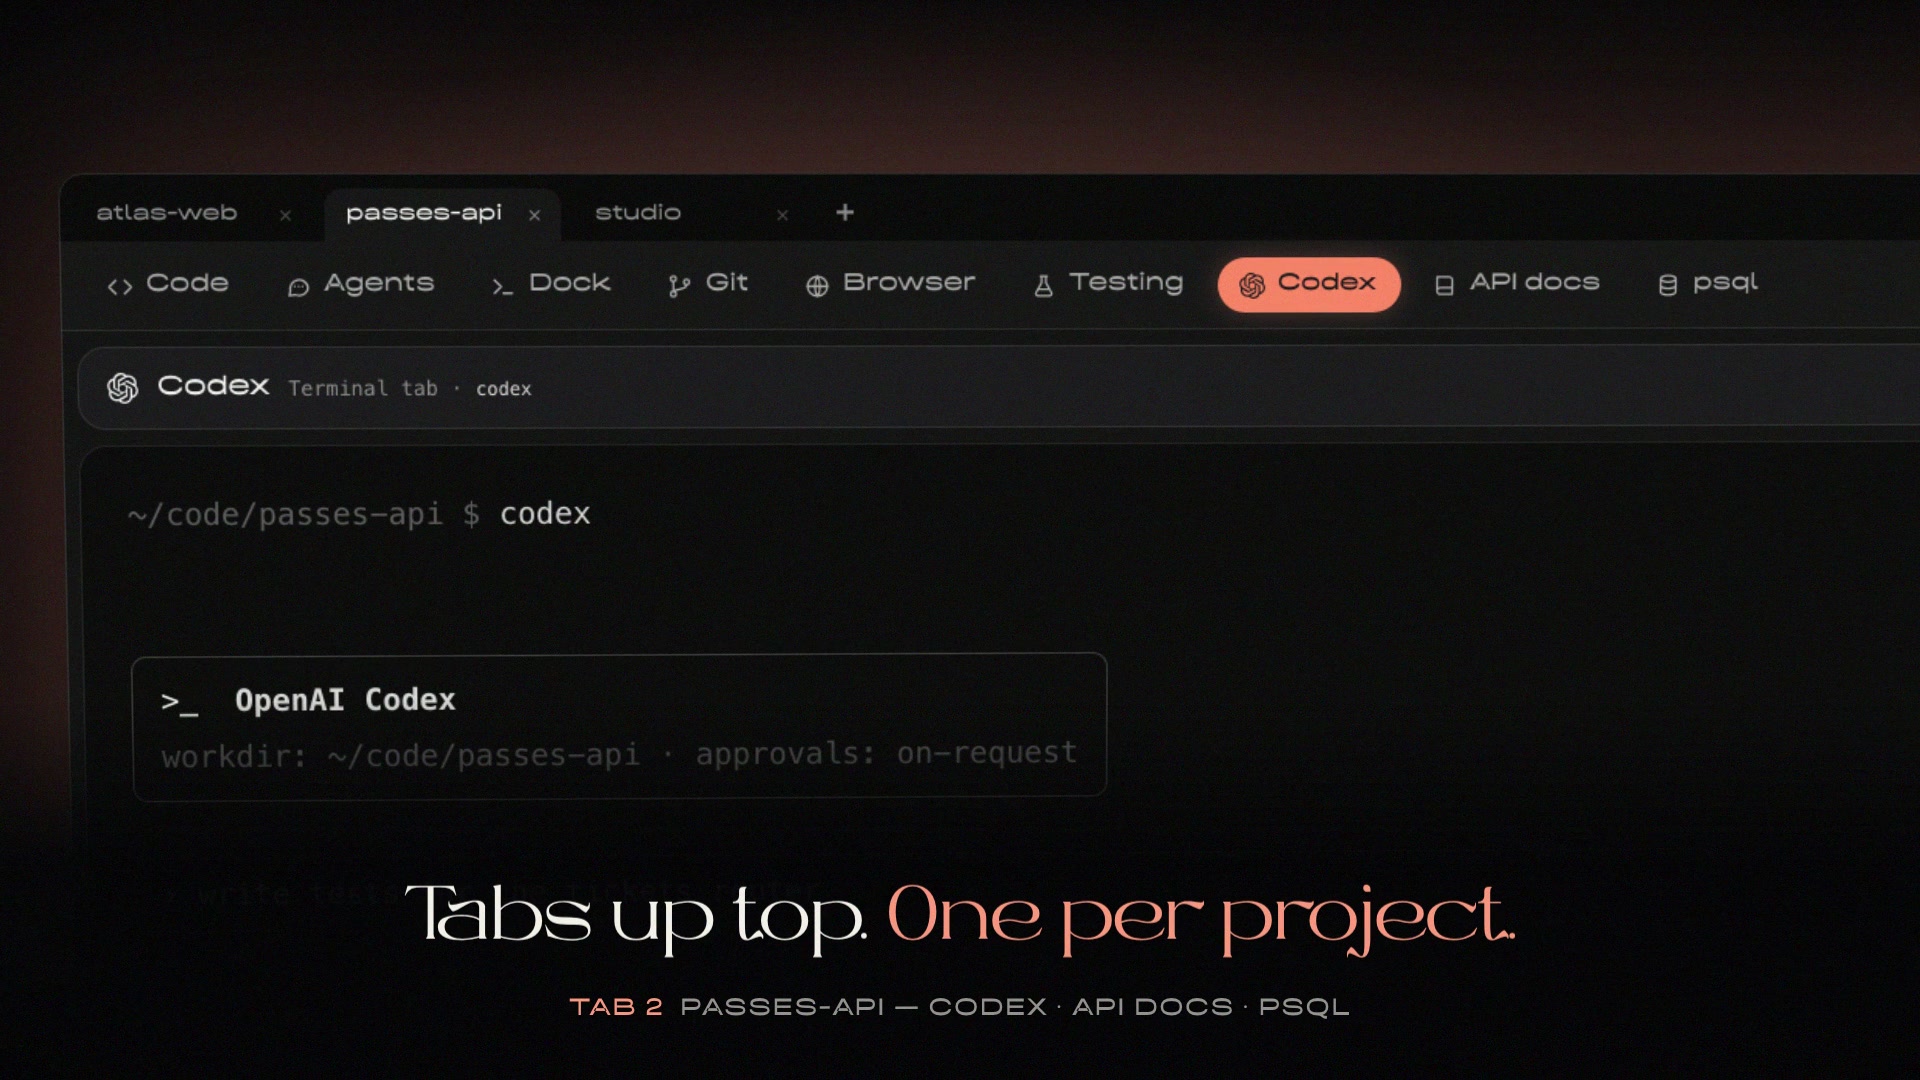 atlas-web × passes-api × studio × +
Code Agents >_ Dock Git Browser Testing Codex API docs psql
Codex Terminal tab · codex
~/code/passes-api $ codex
>_ OpenAI Codex
workdir: ~/code/passes-api · approvals: on-request
write tests
Tabs up top. One per project.
TAB 2 PASSES-API — CODEX · API DOCS · PSQL